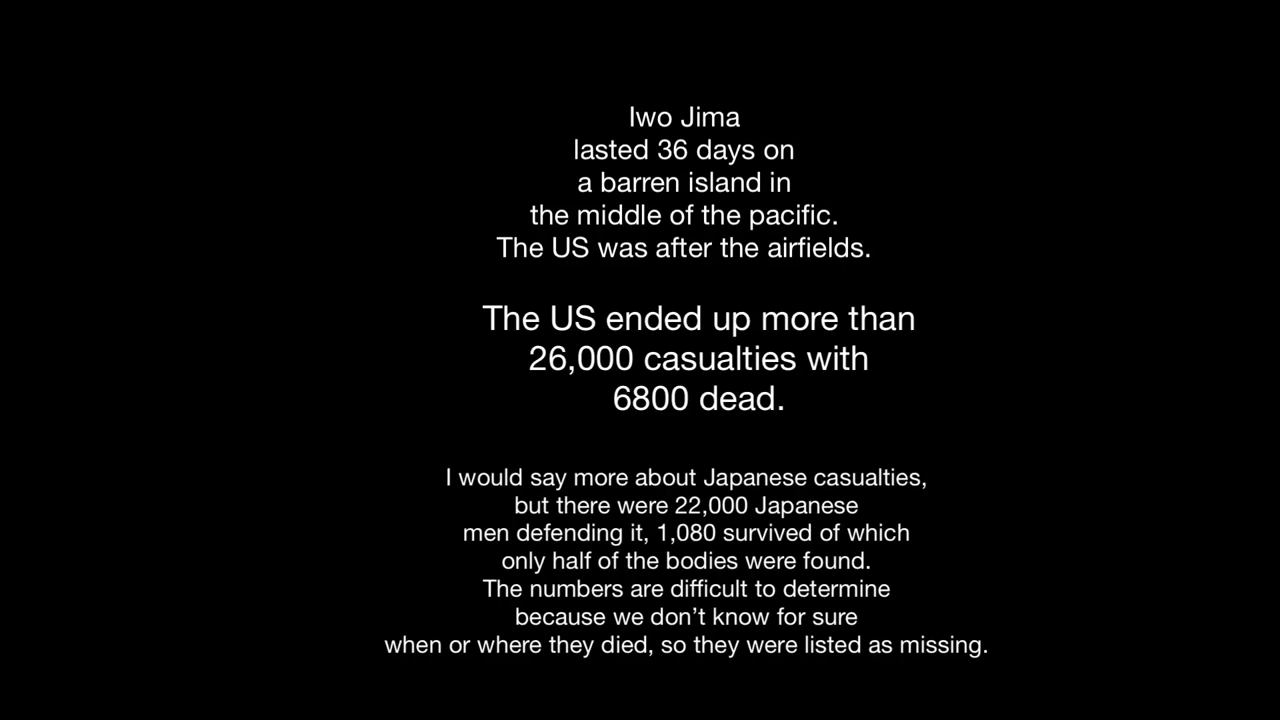 Iwo Jima
lasted 36 days on
a barren island in
the middle of the pacific.
The US was after the airfields.
The US ended up more than
26,000 casualties with
6800 dead.
I would say more about Japanese casualties,
but there were 22,000 Japanese
men defending it, 1,080 survived of which
only half of the bodies were found.
The numbers are difficult to determine
because we don’t know for sure
when or where they died, so they were listed as missing.